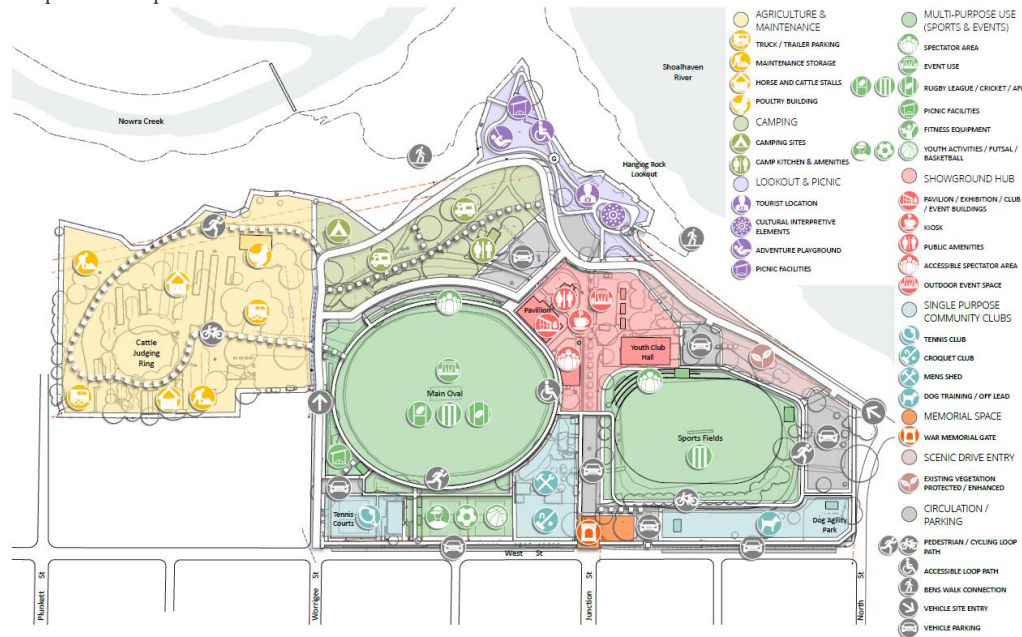 AGRICULTURE &
MAINTENANCE
TRUCK / TRAILER PARKING
MAINTENANCE STORAGE
HORSE AND CATTLE STALLS
POULTRY BUILDING
CAMPING
CAMPING SITES
CAMP KITCHEN & AMENITIES
LOOKOUT & PICNIC
TOURIST LOCATION
CULTURAL INTERPRETIVE
ELEMENTS
ADVENTURE PLAYGROUND
PICNIC FACILITIES
MULTI-PURPOSE USE
(SPORTS & EVENTS)
SPECTATOR AREA
EVENT USE
RUGBY LEAGUE / CRICKET / AFL
PICNIC FACILITIES
FITNESS EQUIPMENT
YOUTH ACTIVITIES / FUTSAL /
BASKETBALL
SHOWGROUND HUB
PAVILION / EXHIBITION / CLUB
/ EVENT BUILDINGS
KIOSK
PUBLIC AMENITIES
ACCESSIBLE SPECTATOR AREA
OUTDOOR EVENT SPACE
SINGLE PURPOSE
COMMUNITY CLUBS
TENNIS CLUB
CROQUET CLUB
MENS SHED
DOG TRAINING / OFF LEAD
MEMORIAL SPACE
WAR MEMORIAL GATE
SCENIC DRIVE ENTRY
EXISTING VEGETATION
PROTECTED / ENHANCED
CIRCULATION /
PARKING
PEDESTRIAN / CYCLING LOOP
PATH
ACCESSIBLE LOOP PATH
BENS WALK CONNECTION
VEHICLE SITE ENTRY
VEHICLE PARKING
Shoalhaven
River
Nowra Creek
Hanging Rock
Lookout
G
Pavilion
Youth Club
Hall
Cattle
Judging
Ring
Main Oval
Sports Fields
Tennis
Courts
Dog Agility
Park
West St
Plunkett St
Worrigee St
Junction St
North St